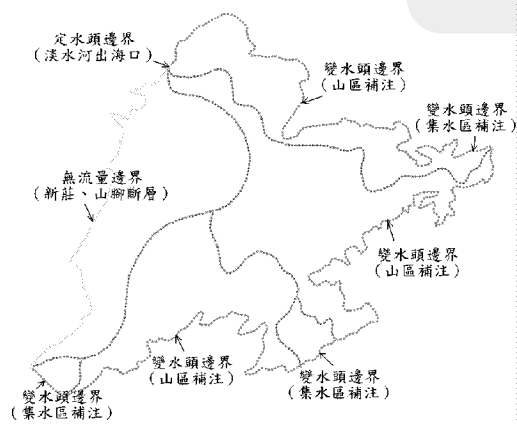 定水頭邊界
(淡水河出海口)
變水頭邊界
(山區補注)
變水頭邊界
(集水區補注)
無流量邊界
(新莊、山腳斷層)
變水頭邊界
(山區補注)
變水頭邊界
(山區補注)
變水頭邊界
(集水區補注)
變水頭邊界
(集水區補注)